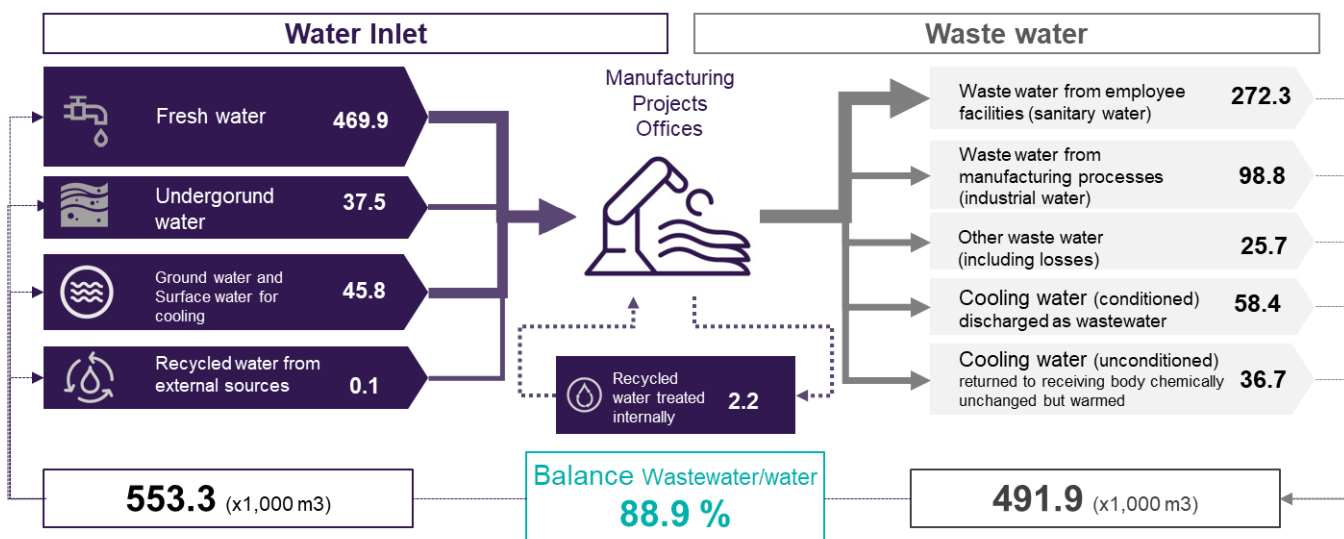 Water Inlet
Waste water
Fresh water
469.9
Undergorund
water
37.5
Ground water and
Surface water for
cooling
45.8
Recycled water from
external sources
0.1
Manufacturing
Projects
Offices
Recycled
water treated
internally
2.2
Waste water from employee
facilities (sanitary water)
272.3
Waste water from
manufacturing processes
(industrial water)
98.8
Other waste water
(including losses)
25.7
Cooling water (conditioned)
discharged as wastewater
58.4
Cooling water (unconditioned)
returned to receiving body chemically
unchanged but warmed
36.7
553.3 (x1,000 m3)
Balance Wastewater/water
88.9 %
491.9 (x1,000 m3)